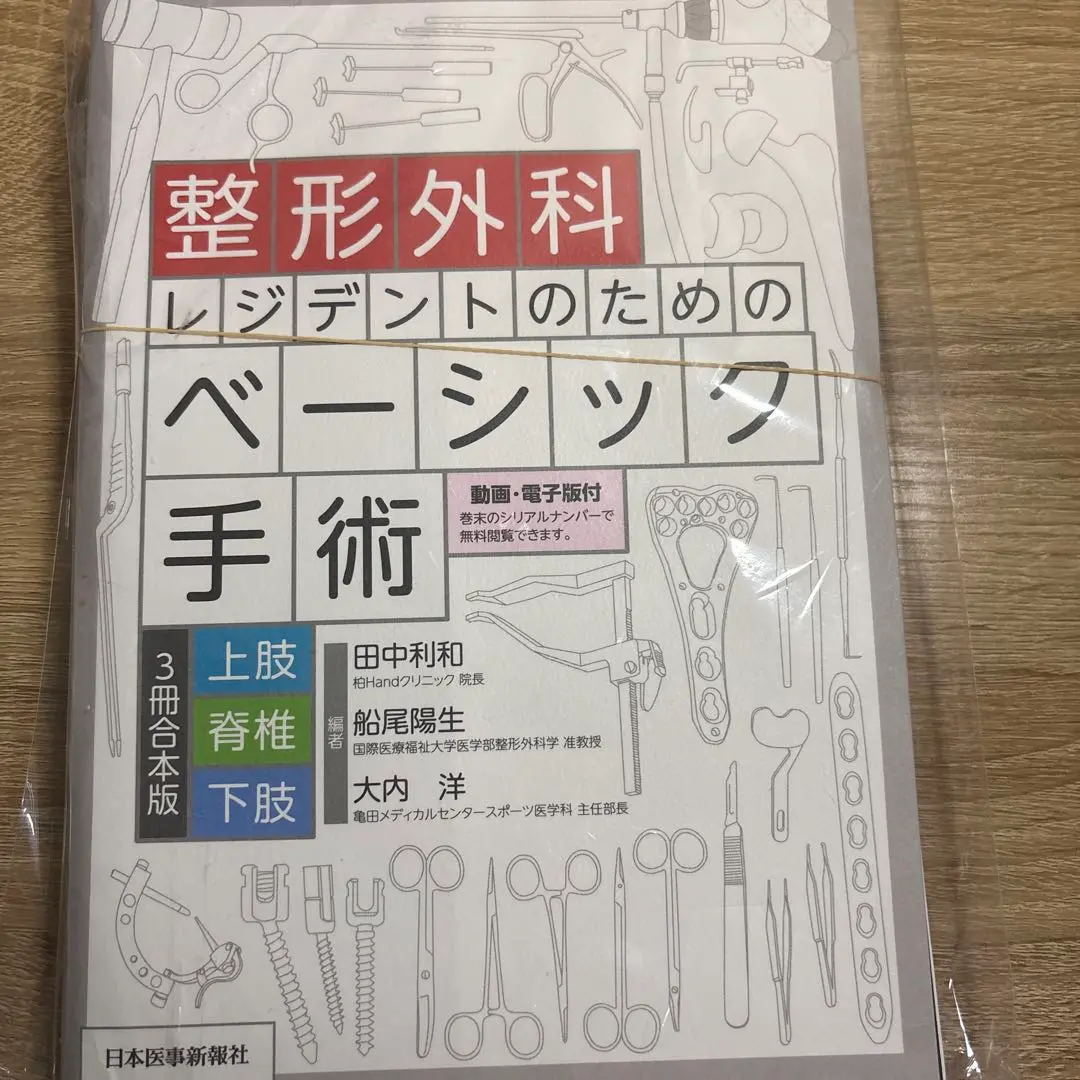 整形外科
レジデントのための
ベーシック
手術
動画・電子版付
巻末のシリアルナンバーで
無料閲覧できます。
3冊合本版
上肢
脊椎
下肢
編者
田中利和
柏Handクリニック 院長
船尾陽生
国際医療福祉大学医学部整形外科学 准教授
大内 洋
亀田メディカルセンタースポーツ医学科 主任部長
日本医事新報社